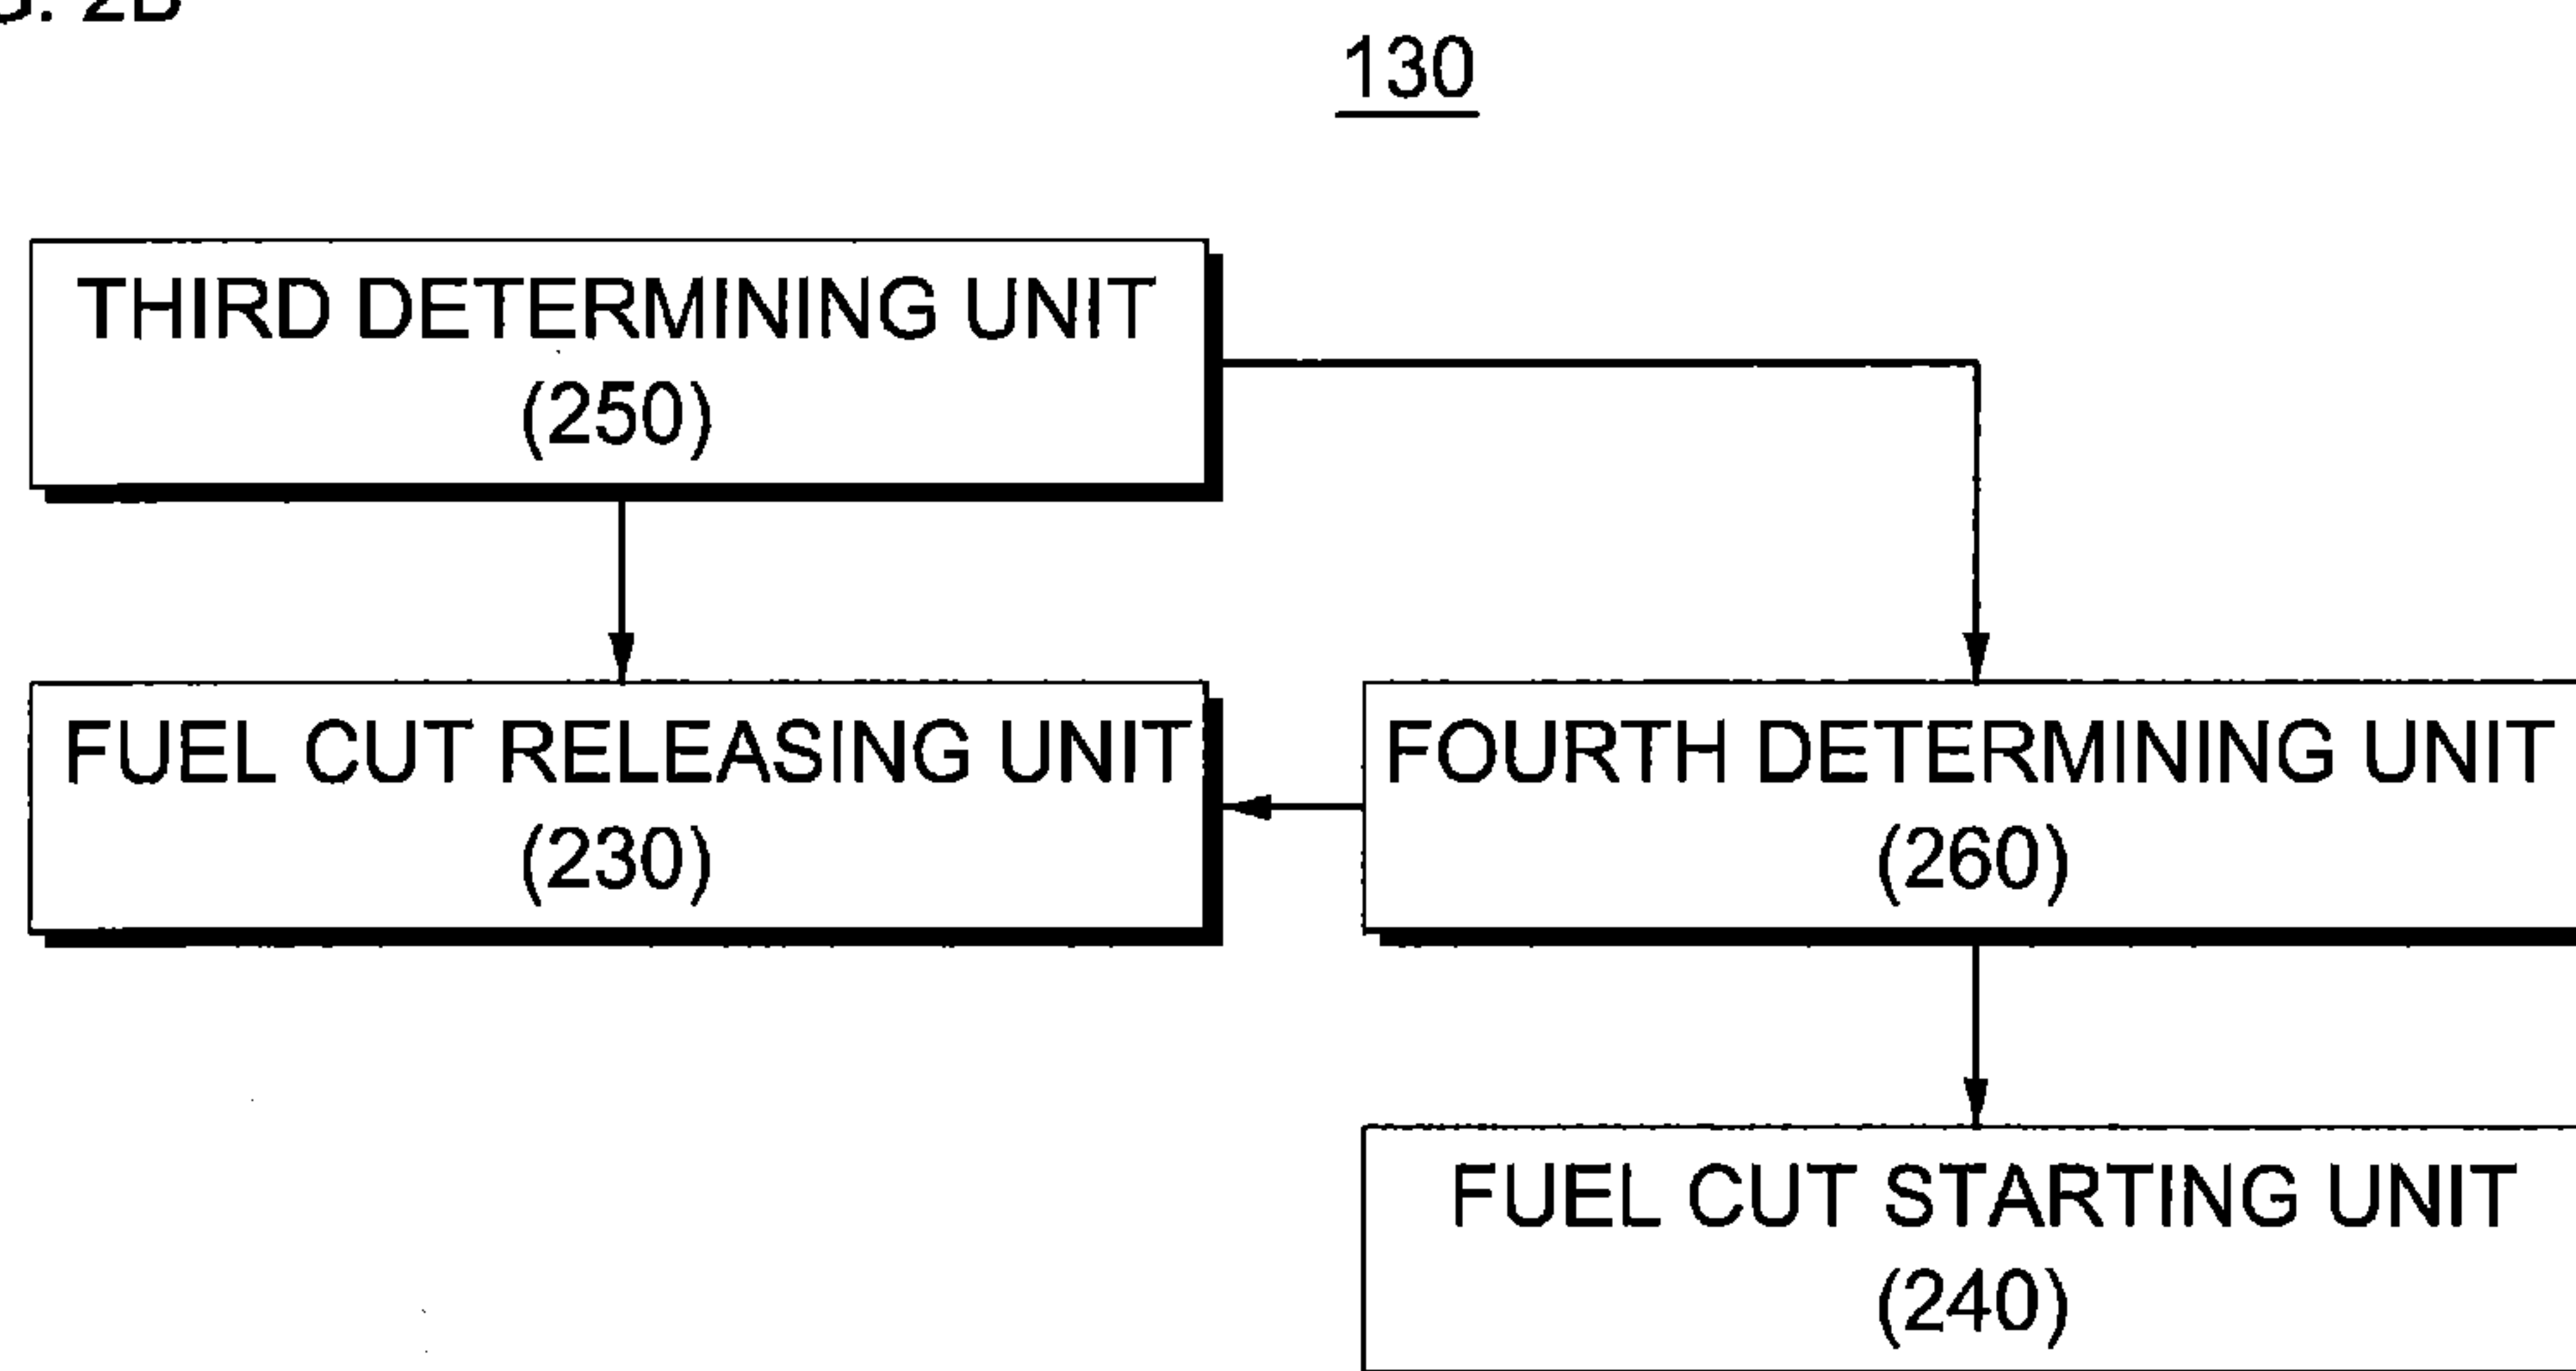 G. 2B
130
THIRD DETERMINING UNIT
(250)
FUEL CUT RELEASING UNIT
(230)
FOURTH DETERMINING UNIT
(260)
FUEL CUT STARTING UNIT
(240)